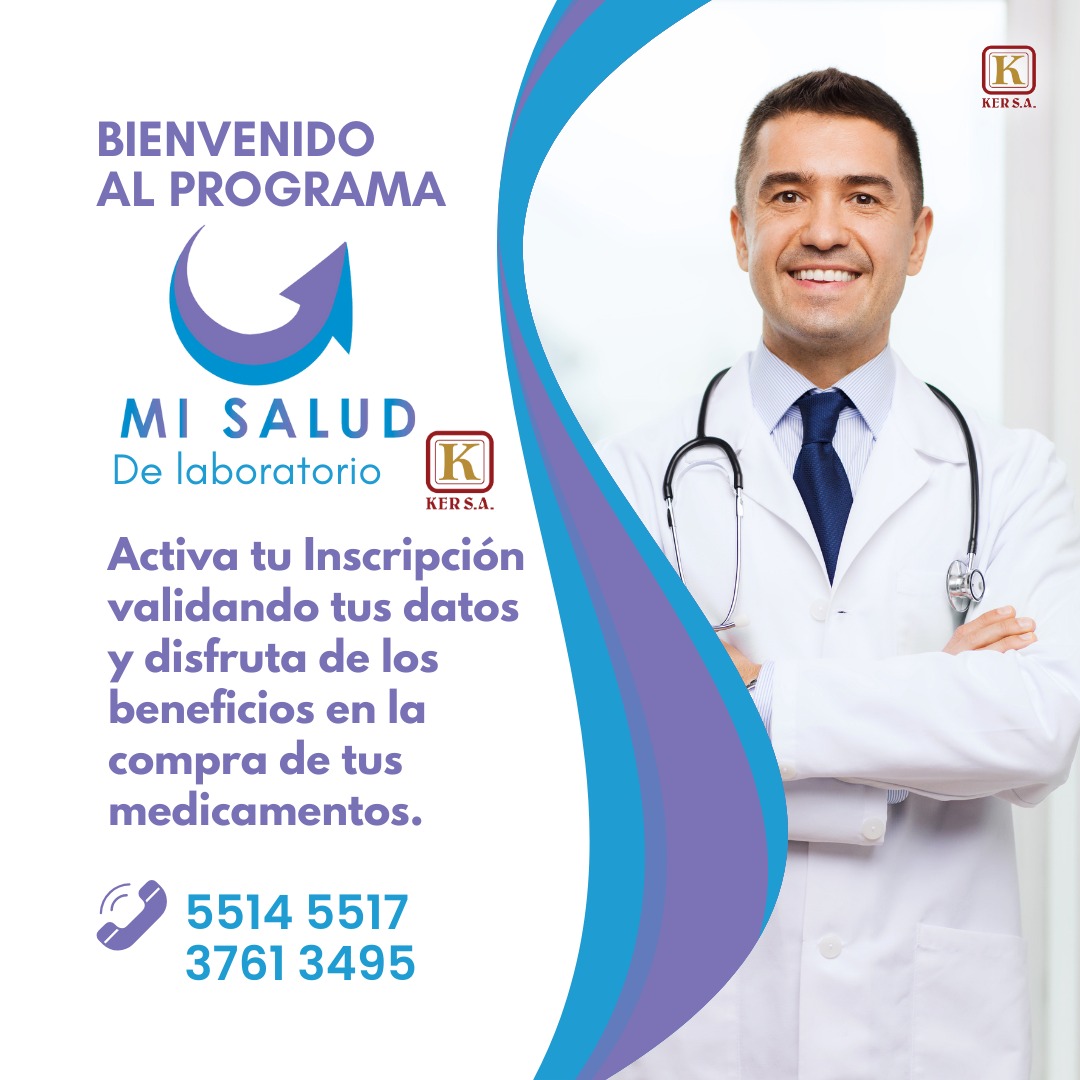 BIENVENIDO
AL PROGRAMA
MI SALUD
De laboratorio
K
KER S.A.
Activa tu Inscripción
validando tus datos
y disfruta de los
beneficios en la
compra de tus
medicamentos.
5514 5517
3761 3495
K
KER S.A.